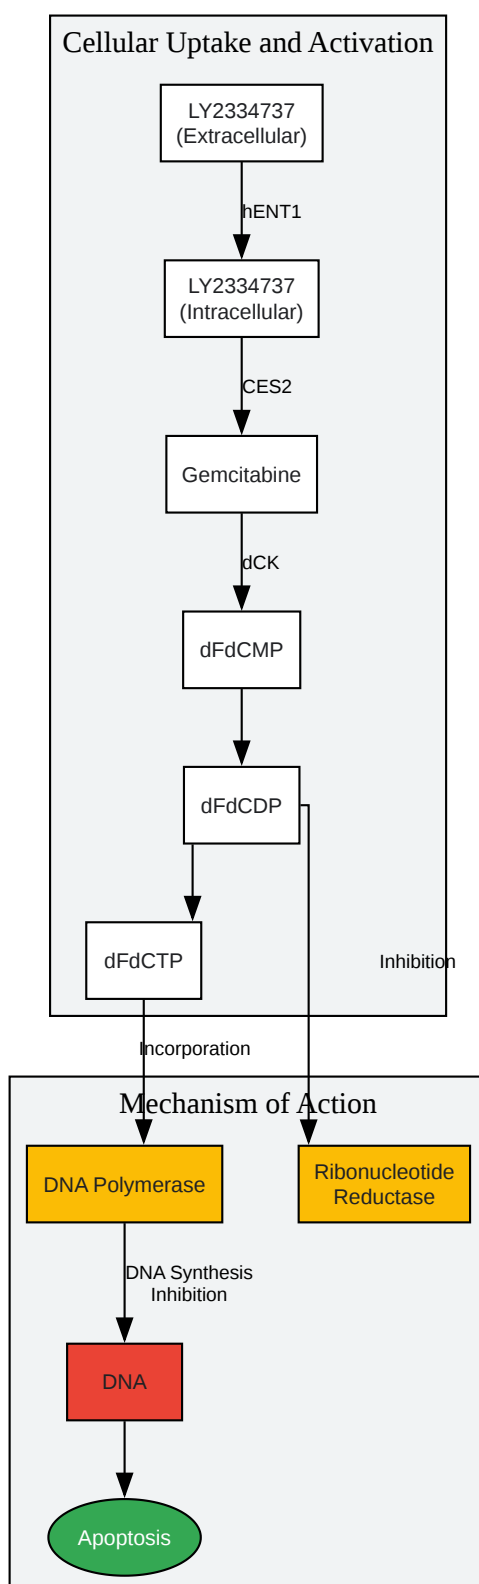 Cellular Uptake and Activation
LY2334737
(Extracellular)
hENT1
LY2334737
(Intracellular)
CES2
Gemcitabine
dCK
dFdCMP
dFdCDP
dFdCTP
Inhibition
Incorporation
Mechanism of Action
DNA Polymerase
Ribonucleotide
Reductase
DNA Synthesis
Inhibition
DNA
Apoptosis